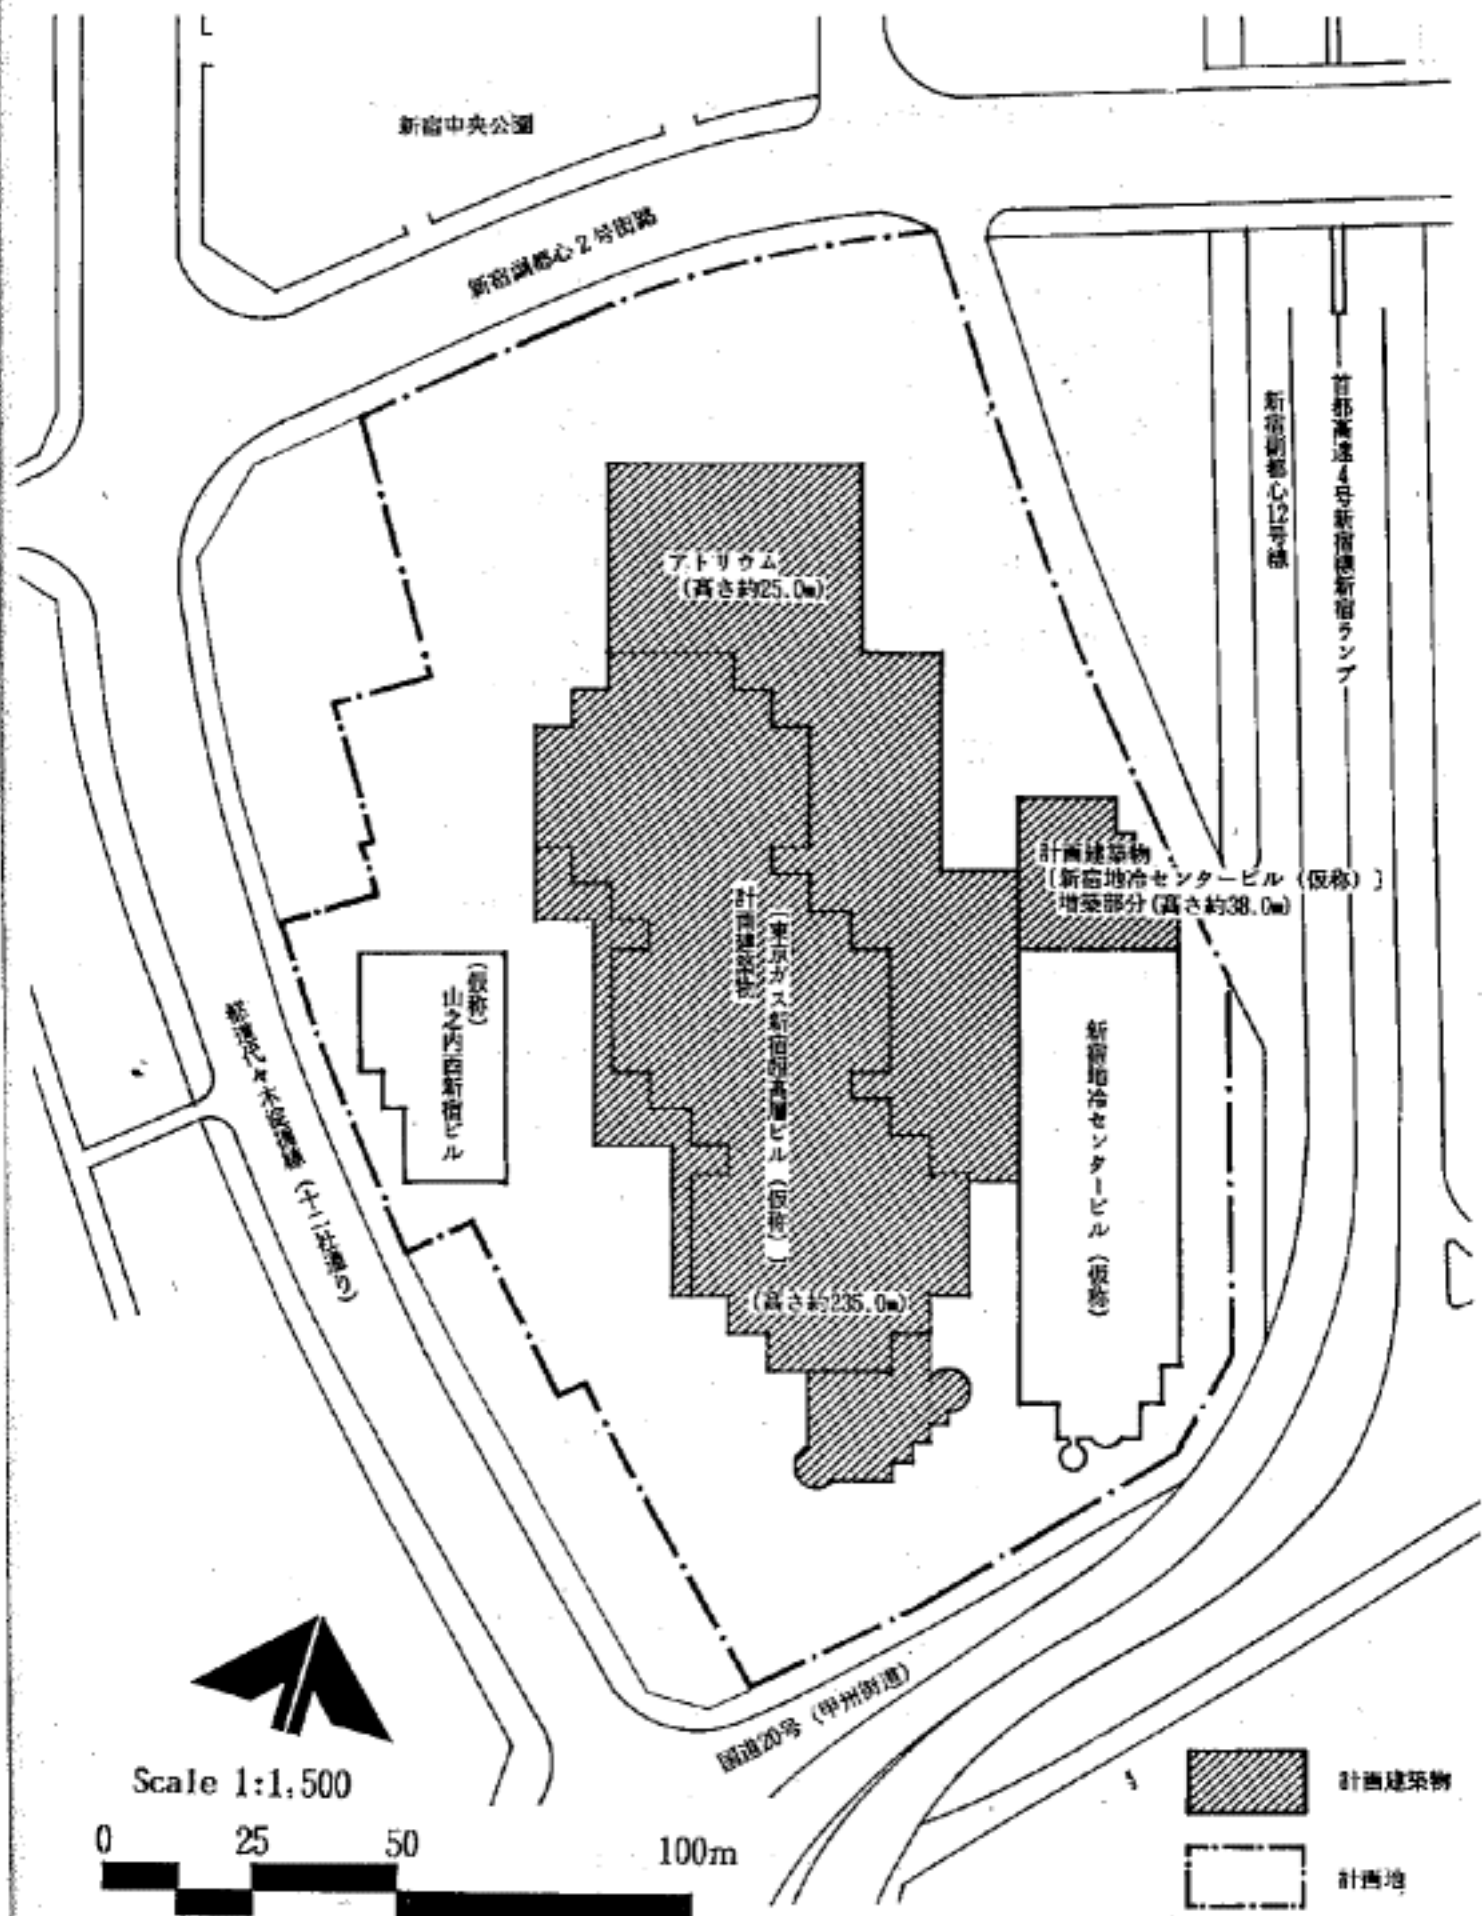 新宿中央公園
新宿副都心2号街路
新宿副都心12号線
首都高速4号新宿線新宿ランプ
アトリウム
(高さ約25.0m)
計画建築物
〔新宿地冷センタービル(仮称)〕
増築部分(高さ約38.0m)
計画建築物
〔東京ガス新宿超高層ビル(仮称)〕
(高さ約235.0m)
(仮称)
山之内西新宿ビル
新宿地冷センタービル(仮称)
都道代々木淀橋線(十二社通り)
国道20号(甲州街道)
Scale 1:1,500
0 25 50 100m
計画建築物
計画地